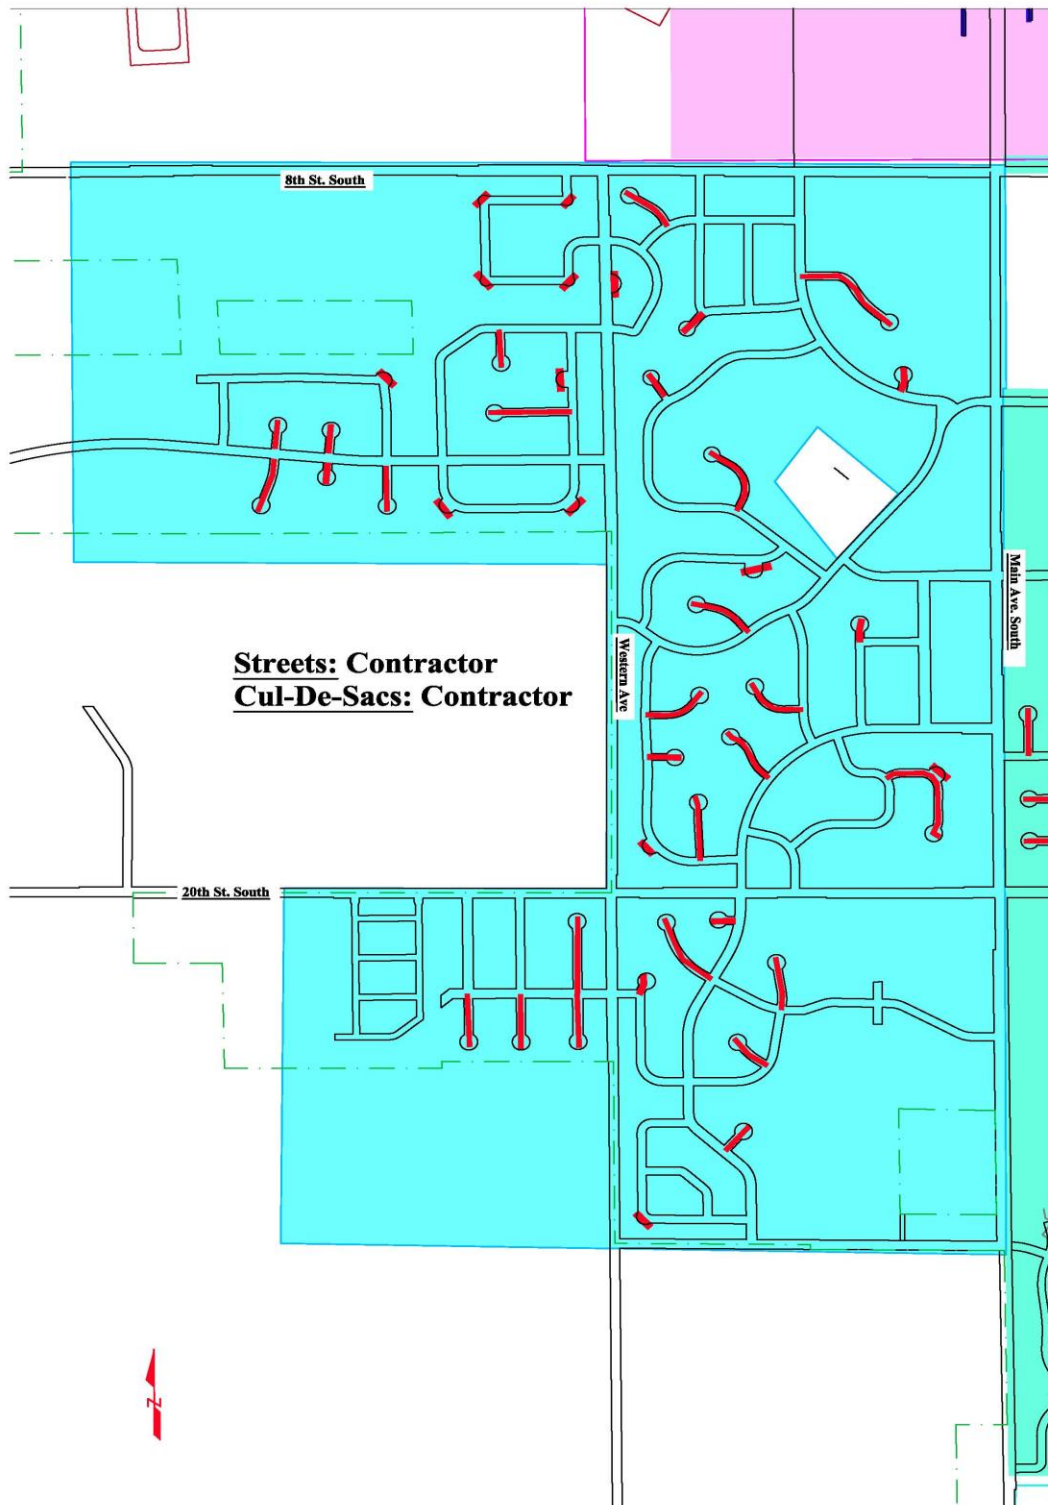 8th St. South
Streets: Contractor
Cul-De-Sacs: Contractor
Western Ave
Main Ave. South
20th St. South
N